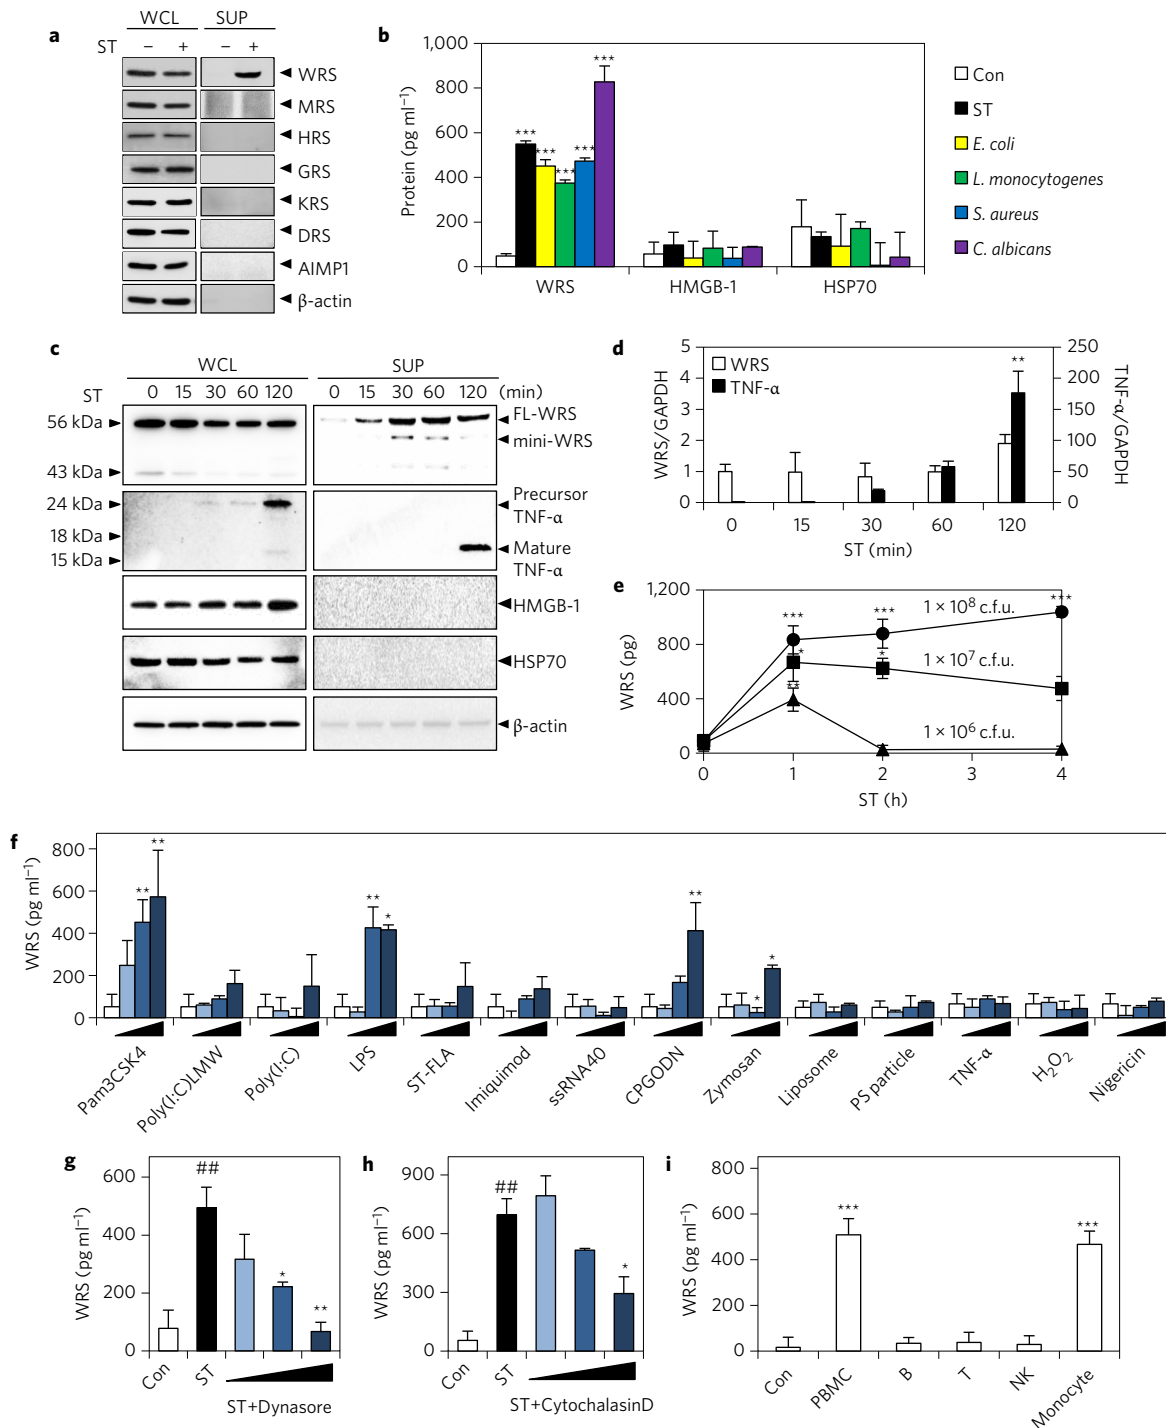 a
WCL SUP
ST − + − +
WRS
MRS
HRS
GRS
KRS
DRS
AIMP1
β-actin
b
Protein (pg ml⁻¹)
1,000
800
600
400
200
0
*** *** *** *** ***
WRS HMGB-1 HSP70
Con
ST
E. coli
L. monocytogenes
S. aureus
C. albicans
c
WCL SUP
ST 0 15 30 60 120 0 15 30 60 120 (min)
56 kDa
43 kDa
FL-WRS
mini-WRS
24 kDa
18 kDa
15 kDa
Precursor
TNF-α
Mature
TNF-α
HMGB-1
HSP70
β-actin
d
WRS/GAPDH
5
4
3
2
1
0
WRS
TNF-α
**
250
200
150
100
50
0
TNF-α/GAPDH
0 15 30 60 120
ST (min)
e
WRS (pg)
1,200
800
400
0
*** *** ***
* *
**
1 × 10⁸ c.f.u.
1 × 10⁷ c.f.u.
1 × 10⁶ c.f.u.
0 1 2 3 4
ST (h)
f
WRS (pg ml⁻¹)
800
600
400
200
0
** ** ** * ** * *
Pam3CSK4 Poly(I:C)LMW Poly(I:C) LPS ST-FLA Imiquimod ssRNA40 CPGODN Zymosan Liposome PS particle TNF-α H₂O₂ Nigericin
g
WRS (pg ml⁻¹)
600
400
200
0
## * **
Con ST
ST+Dynasore
h
WRS (pg ml⁻¹)
900
600
300
0
## *
Con ST
ST+CytochalasinD
i
WRS (pg ml⁻¹)
800
600
400
200
0
*** ***
Con PBMC B T NK Monocyte